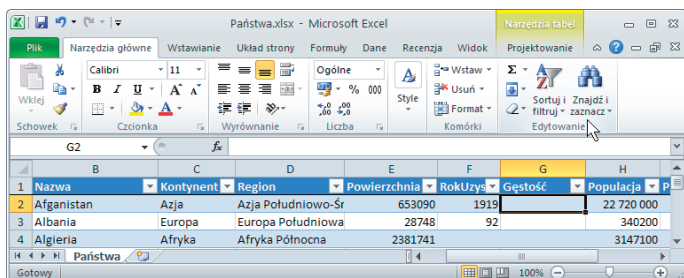 Państwa.xlsx - Microsoft Excel
Narzędzia tabel
Plik Narzędzia główne Wstawianie Układ strony Formuły Dane Recenzja Widok Projektowanie
Wklej
Calibri 11
B I U A A
Ogólne
% 000
Style
Wstaw
Usuń
Format
Σ
Sortuj i filtruj
Znajdź i zaznacz
Schowek Czcionka Wyrównanie Liczba Komórki Edytowanie
G2 fx
B C D E F G H
1 Nazwa Kontynent Region Powierzchnia RokUzys Gęstość Populacja P
2 Afganistan Azja Azja Południowo-Śr 653090 1919 22 720 000
3 Albania Europa Europa Południowa 28748 92 340200
4 Algieria Afryka Afryka Północna 2381741 3147100
Państwa
Gotowy 100%